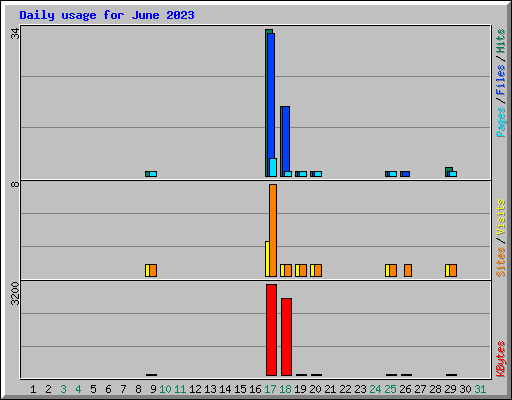 Daily usage for June 2023
34
Pages / Files / Hits
8
Sites / Visits
3200
KBytes
1 2 3 4 5 6 7 8 9 10 11 12 13 14 15 16 17 18 19 20 21 22 23 24 25 26 27 28 29 30 31